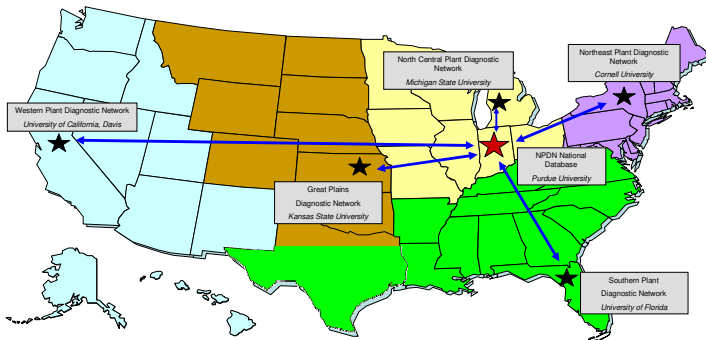 North Central Plant Diagnostic
Network
Michigan State University
Northeast Plant Diagnostic
Network
Cornell University
Western Plant Diagnostic Network
University of California, Davis
NPDN National
Database
Purdue University
Great Plains
Diagnostic Network
Kansas State University
Southern Plant
Diagnostic Network
University of Florida